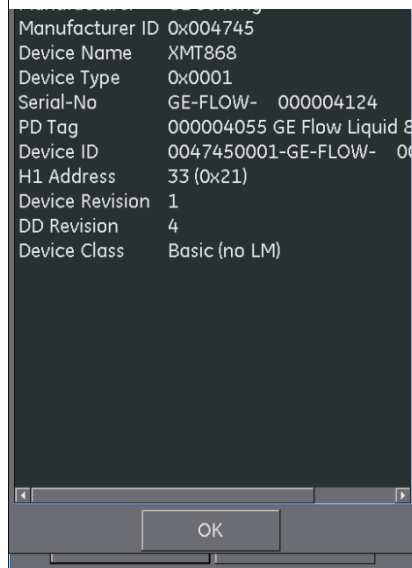 Manufacturer ID 0x004745
Device Name XMT868
Device Type 0x0001
Serial-No GE-FLOW- 000004124
PD Tag 000004055 GE Flow Liquid 8
Device ID 0047450001-GE-FLOW- 00
H1 Address 33 (0x21)
Device Revision 1
DD Revision 4
Device Class Basic (no LM)
OK